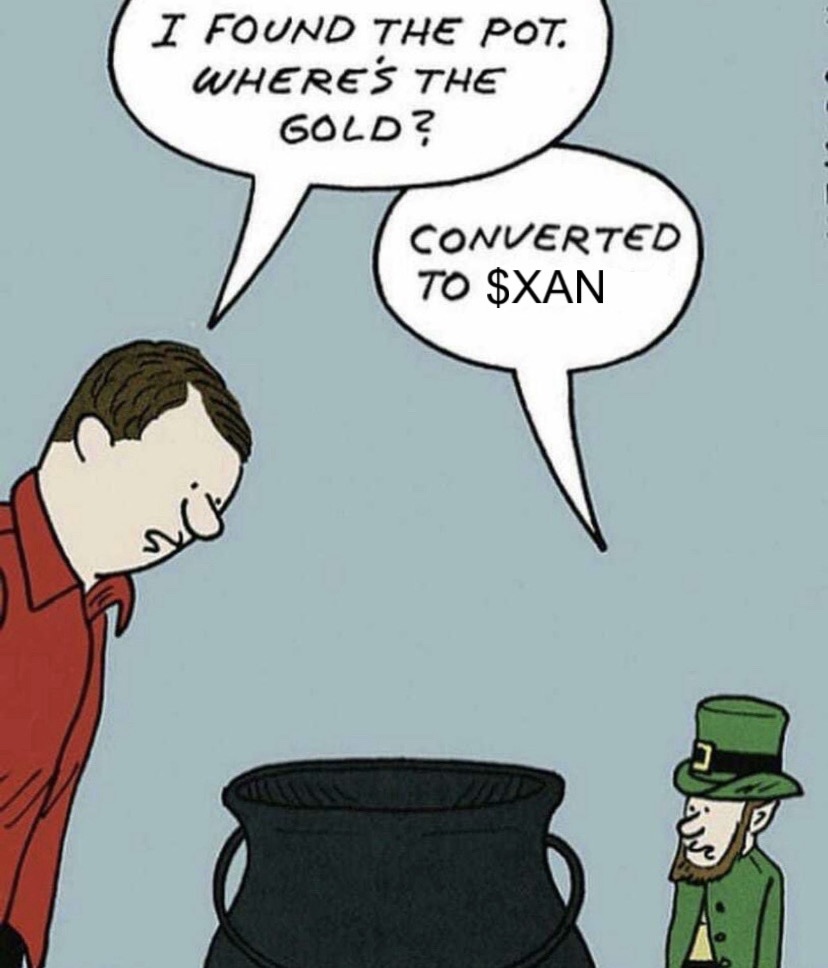 I FOUND THE POT.
WHERE'S THE
GOLD?
CONVERTED
TO $XAN